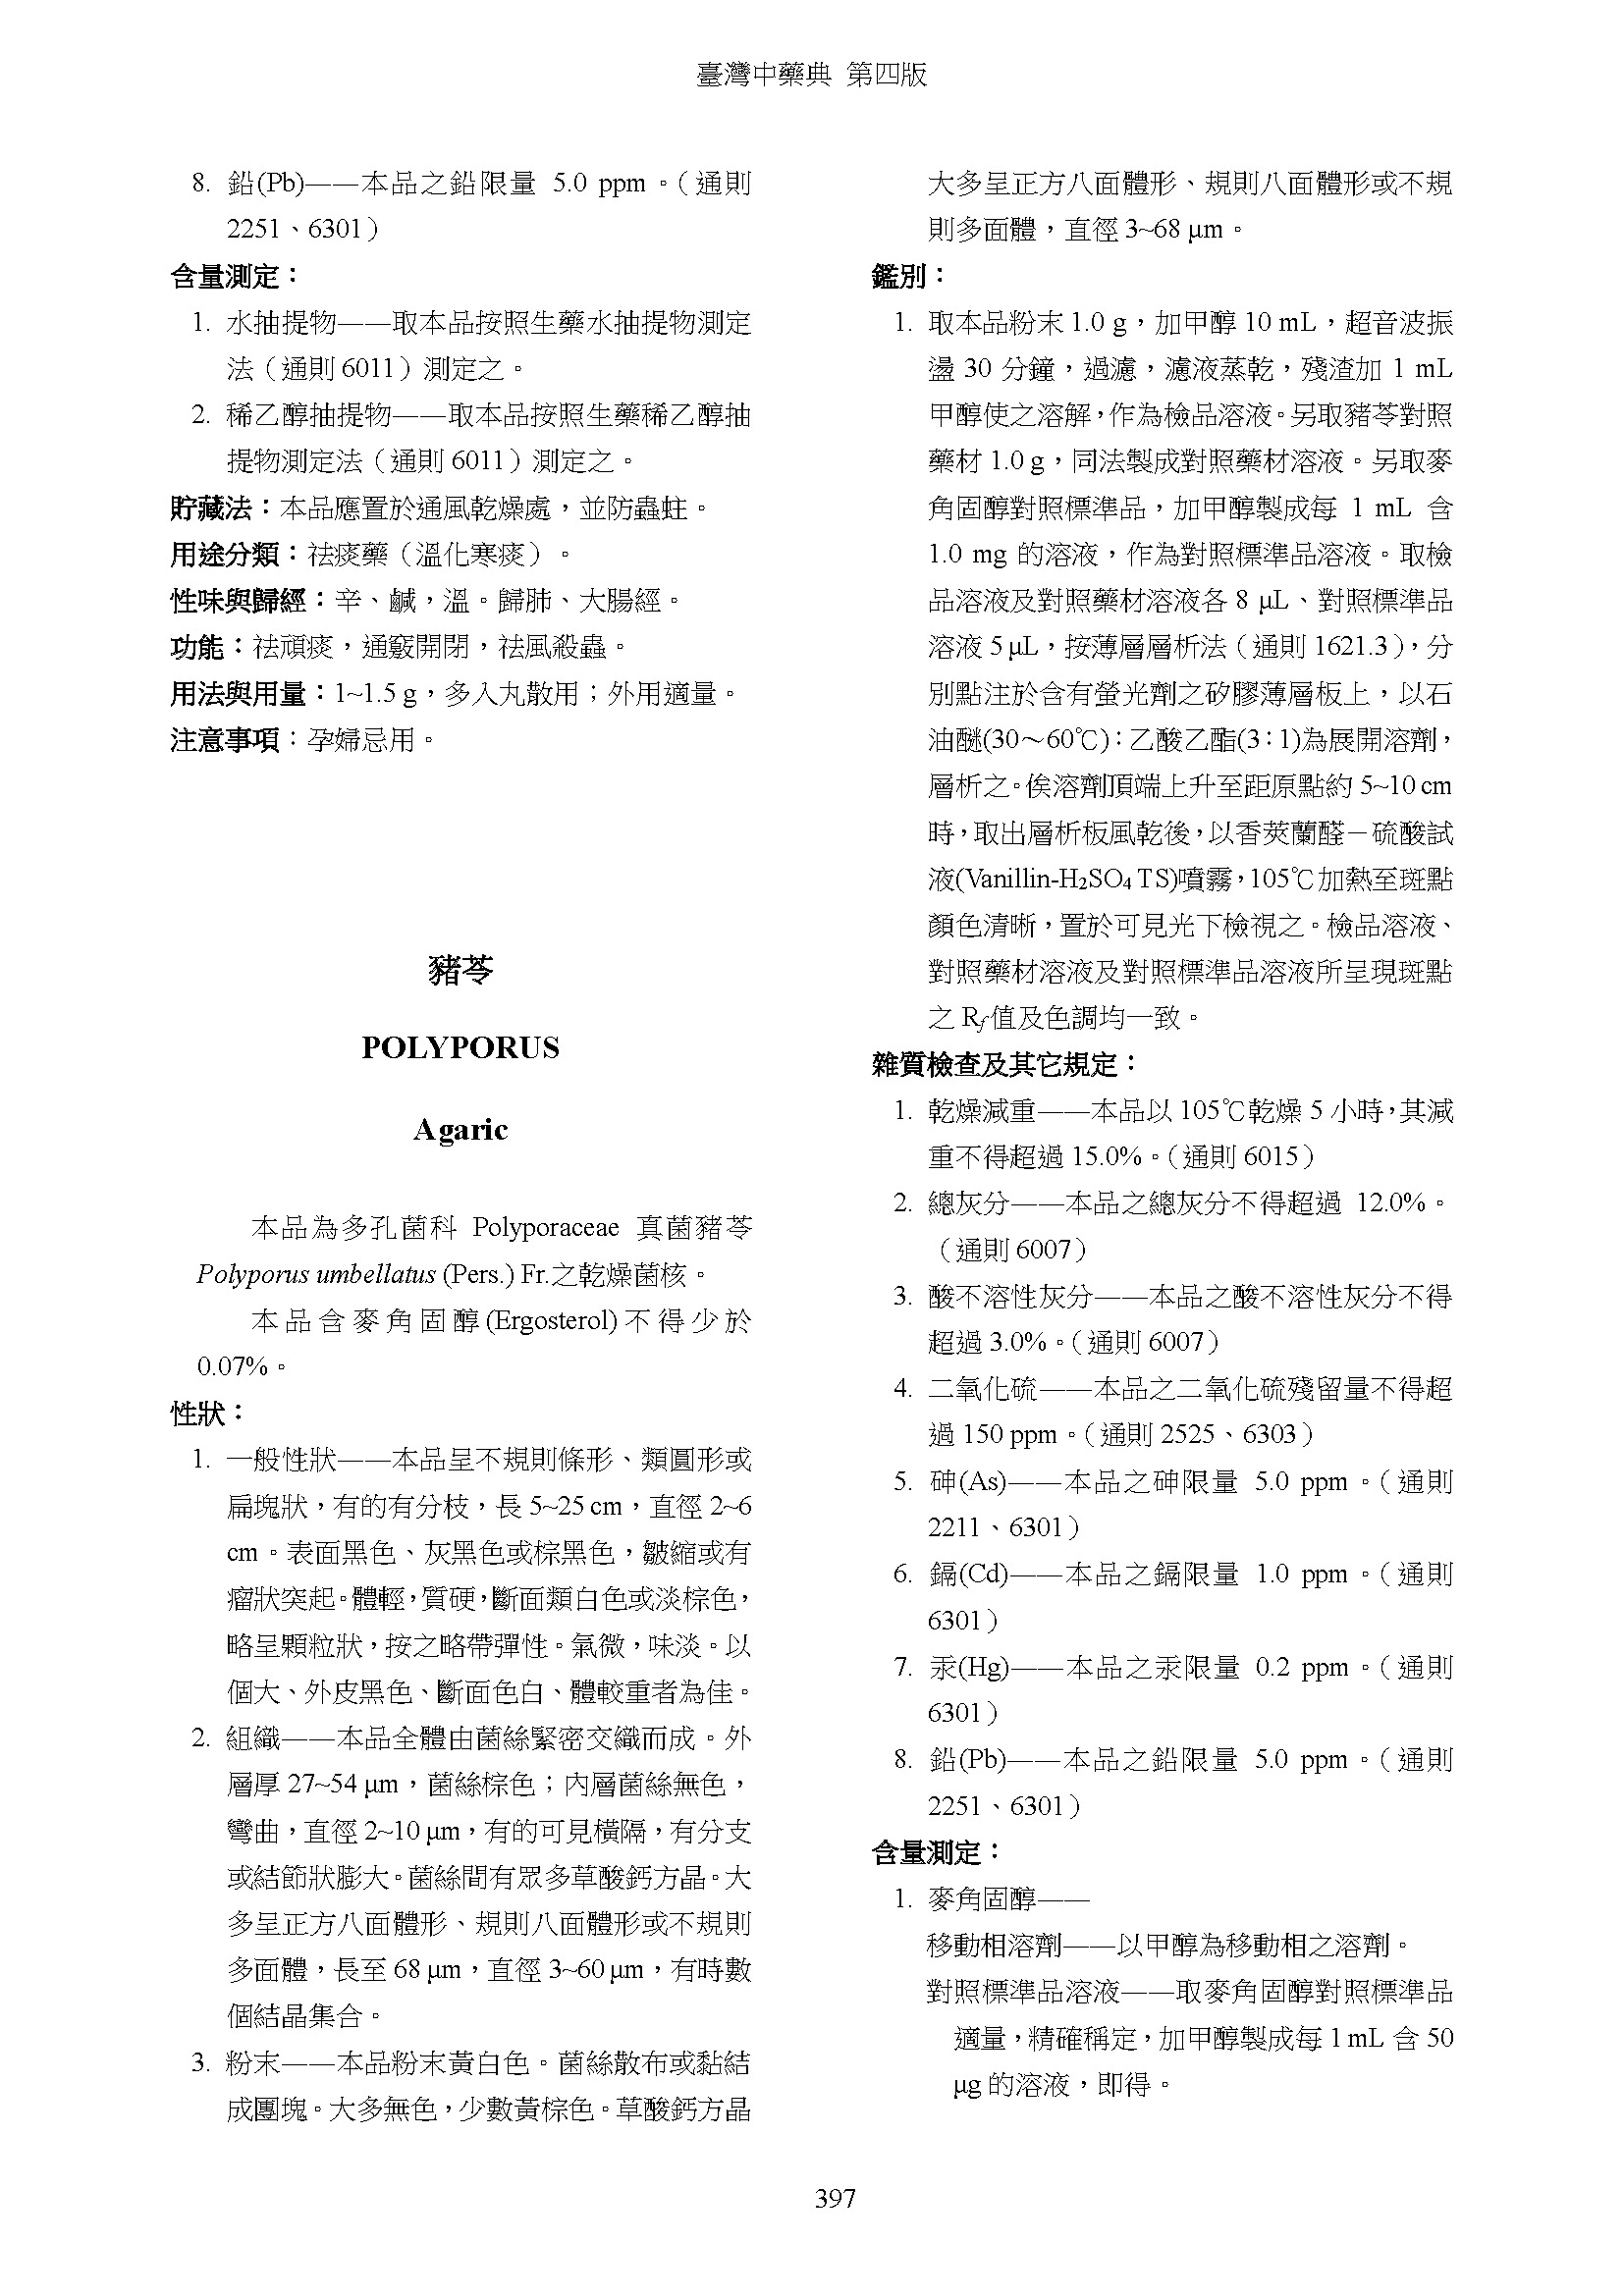 臺灣中藥典 第四版
8. 鉛(Pb)——本品之鉛限量 5.0 ppm。（通則
2251、6301）
含量測定：
1. 水抽提物——取本品按照生藥水抽提物測定
法（通則 6011）測定之。
2. 稀乙醇抽提物——取本品按照生藥稀乙醇抽
提物測定法（通則 6011）測定之。
貯藏法：本品應置於通風乾燥處，並防蟲蛀。
用途分類：祛痰藥（溫化寒痰）。
性味與歸經：辛、鹹，溫。歸肺、大腸經。
功能：祛頑痰，通竅開閉，祛風殺蟲。
用法與用量：1~1.5 g，多入丸散用；外用適量。
注意事項：孕婦忌用。
豬苓
POLYPORUS
Agaric
本品為多孔菌科 Polyporaceae 真菌豬苓
Polyporus umbellatus (Pers.) Fr.之乾燥菌核。
本品含麥角固醇(Ergosterol)不得少於
0.07%。
性狀：
1. 一般性狀——本品呈不規則條形、類圓形或
扁塊狀，有的有分枝，長 5~25 cm，直徑 2~6
cm。表面黑色、灰黑色或棕黑色，皺縮或有
瘤狀突起。體輕，質硬，斷面類白色或淡棕色，
略呈顆粒狀，按之略帶彈性。氣微，味淡。以
個大、外皮黑色、斷面色白、體較重者為佳。
2. 組織——本品全體由菌絲緊密交織而成。外
層厚 27~54 μm，菌絲棕色；內層菌絲無色，
彎曲，直徑 2~10 μm，有的可見橫隔，有分支
或結節狀膨大。菌絲間有眾多草酸鈣方晶。大
多呈正方八面體形、規則八面體形或不規則
多面體，長至 68 μm，直徑 3~60 μm，有時數
個結晶集合。
3. 粉末——本品粉末黃白色。菌絲散布或黏結
成團塊。大多無色，少數黃棕色。草酸鈣方晶
大多呈正方八面體形、規則八面體形或不規
則多面體，直徑 3~68 μm。
鑑別：
1. 取本品粉末 1.0 g，加甲醇 10 mL，超音波振
盪 30 分鐘，過濾，濾液蒸乾，殘渣加 1 mL
甲醇使之溶解，作為檢品溶液。另取豬苓對照
藥材 1.0 g，同法製成對照藥材溶液。另取麥
角固醇對照標準品，加甲醇製成每 1 mL 含
1.0 mg 的溶液，作為對照標準品溶液。取檢
品溶液及對照藥材溶液各 8 μL、對照標準品
溶液 5 μL，按薄層層析法（通則 1621.3），分
別點注於含有螢光劑之矽膠薄層板上，以石
油醚(30～60℃)：乙酸乙酯(3：1)為展開溶劑，
層析之。俟溶劑頂端上升至距原點約 5~10 cm
時，取出層析板風乾後，以香莢蘭醛－硫酸試
液(Vanillin-H₂SO₄ TS)噴霧，105℃加熱至斑點
顏色清晰，置於可見光下檢視之。檢品溶液、
對照藥材溶液及對照標準品溶液所呈現斑點
之 Rf 值及色調均一致。
雜質檢查及其它規定：
1. 乾燥減重——本品以 105℃乾燥 5 小時，其減
重不得超過 15.0%。（通則 6015）
2. 總灰分——本品之總灰分不得超過 12.0%。
（通則 6007）
3. 酸不溶性灰分——本品之酸不溶性灰分不得
超過 3.0%。（通則 6007）
4. 二氧化硫——本品之二氧化硫殘留量不得超
過 150 ppm。（通則 2525、6303）
5. 砷(As)——本品之砷限量 5.0 ppm。（通則
2211、6301）
6. 鎘(Cd)——本品之鎘限量 1.0 ppm。（通則
6301）
7. 汞(Hg)——本品之汞限量 0.2 ppm。（通則
6301）
8. 鉛(Pb)——本品之鉛限量 5.0 ppm。（通則
2251、6301）
含量測定：
1. 麥角固醇——
移動相溶劑——以甲醇為移動相之溶劑。
對照標準品溶液——取麥角固醇對照標準品
適量，精確稱定，加甲醇製成每 1 mL 含 50
μg 的溶液，即得。
397